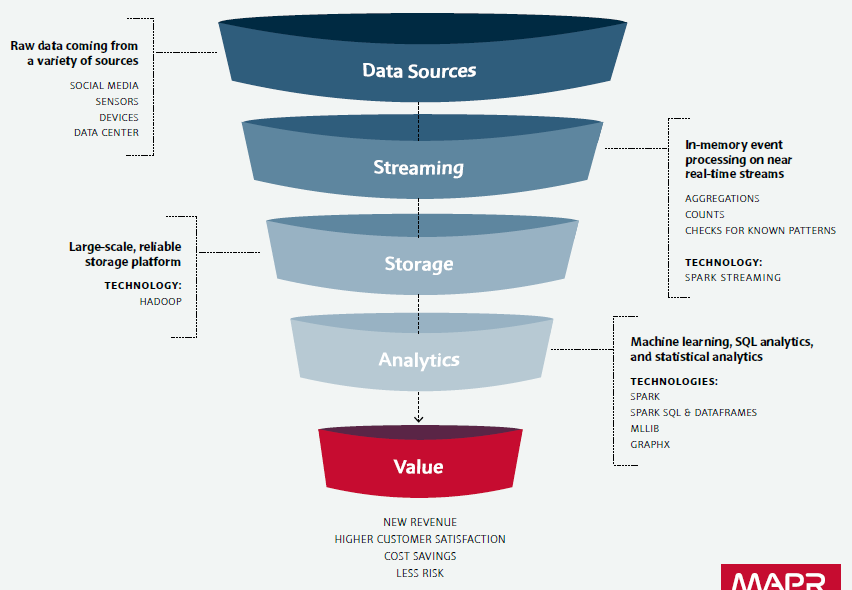 Raw data coming from
a variety of sources
SOCIAL MEDIA
SENSORS
DEVICES
DATA CENTER
Data Sources
Streaming
In-memory event
processing on near
real-time streams
AGGREGATIONS
COUNTS
CHECKS FOR KNOWN PATTERNS
TECHNOLOGY:
SPARK STREAMING
Large-scale, reliable
storage platform
TECHNOLOGY:
HADOOP
Storage
Analytics
Machine learning, SQL analytics,
and statistical analytics
TECHNOLOGIES:
SPARK
SPARK SQL & DATAFRAMES
MLLIB
GRAPHX
Value
NEW REVENUE
HIGHER CUSTOMER SATISFACTION
COST SAVINGS
LESS RISK
MAPR